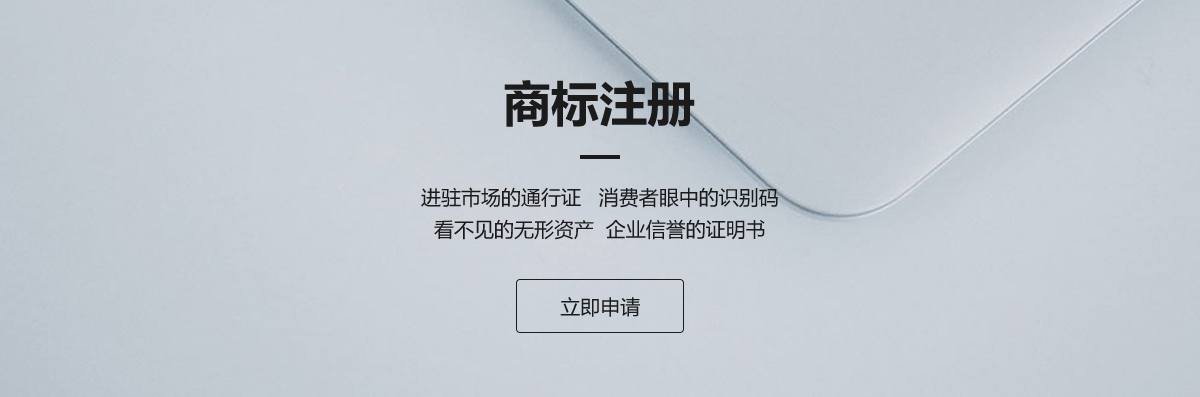 商标注册
进驻市场的通行证 消费者眼中的识别码
看不见的无形资产 企业信誉的证明书
立即申请